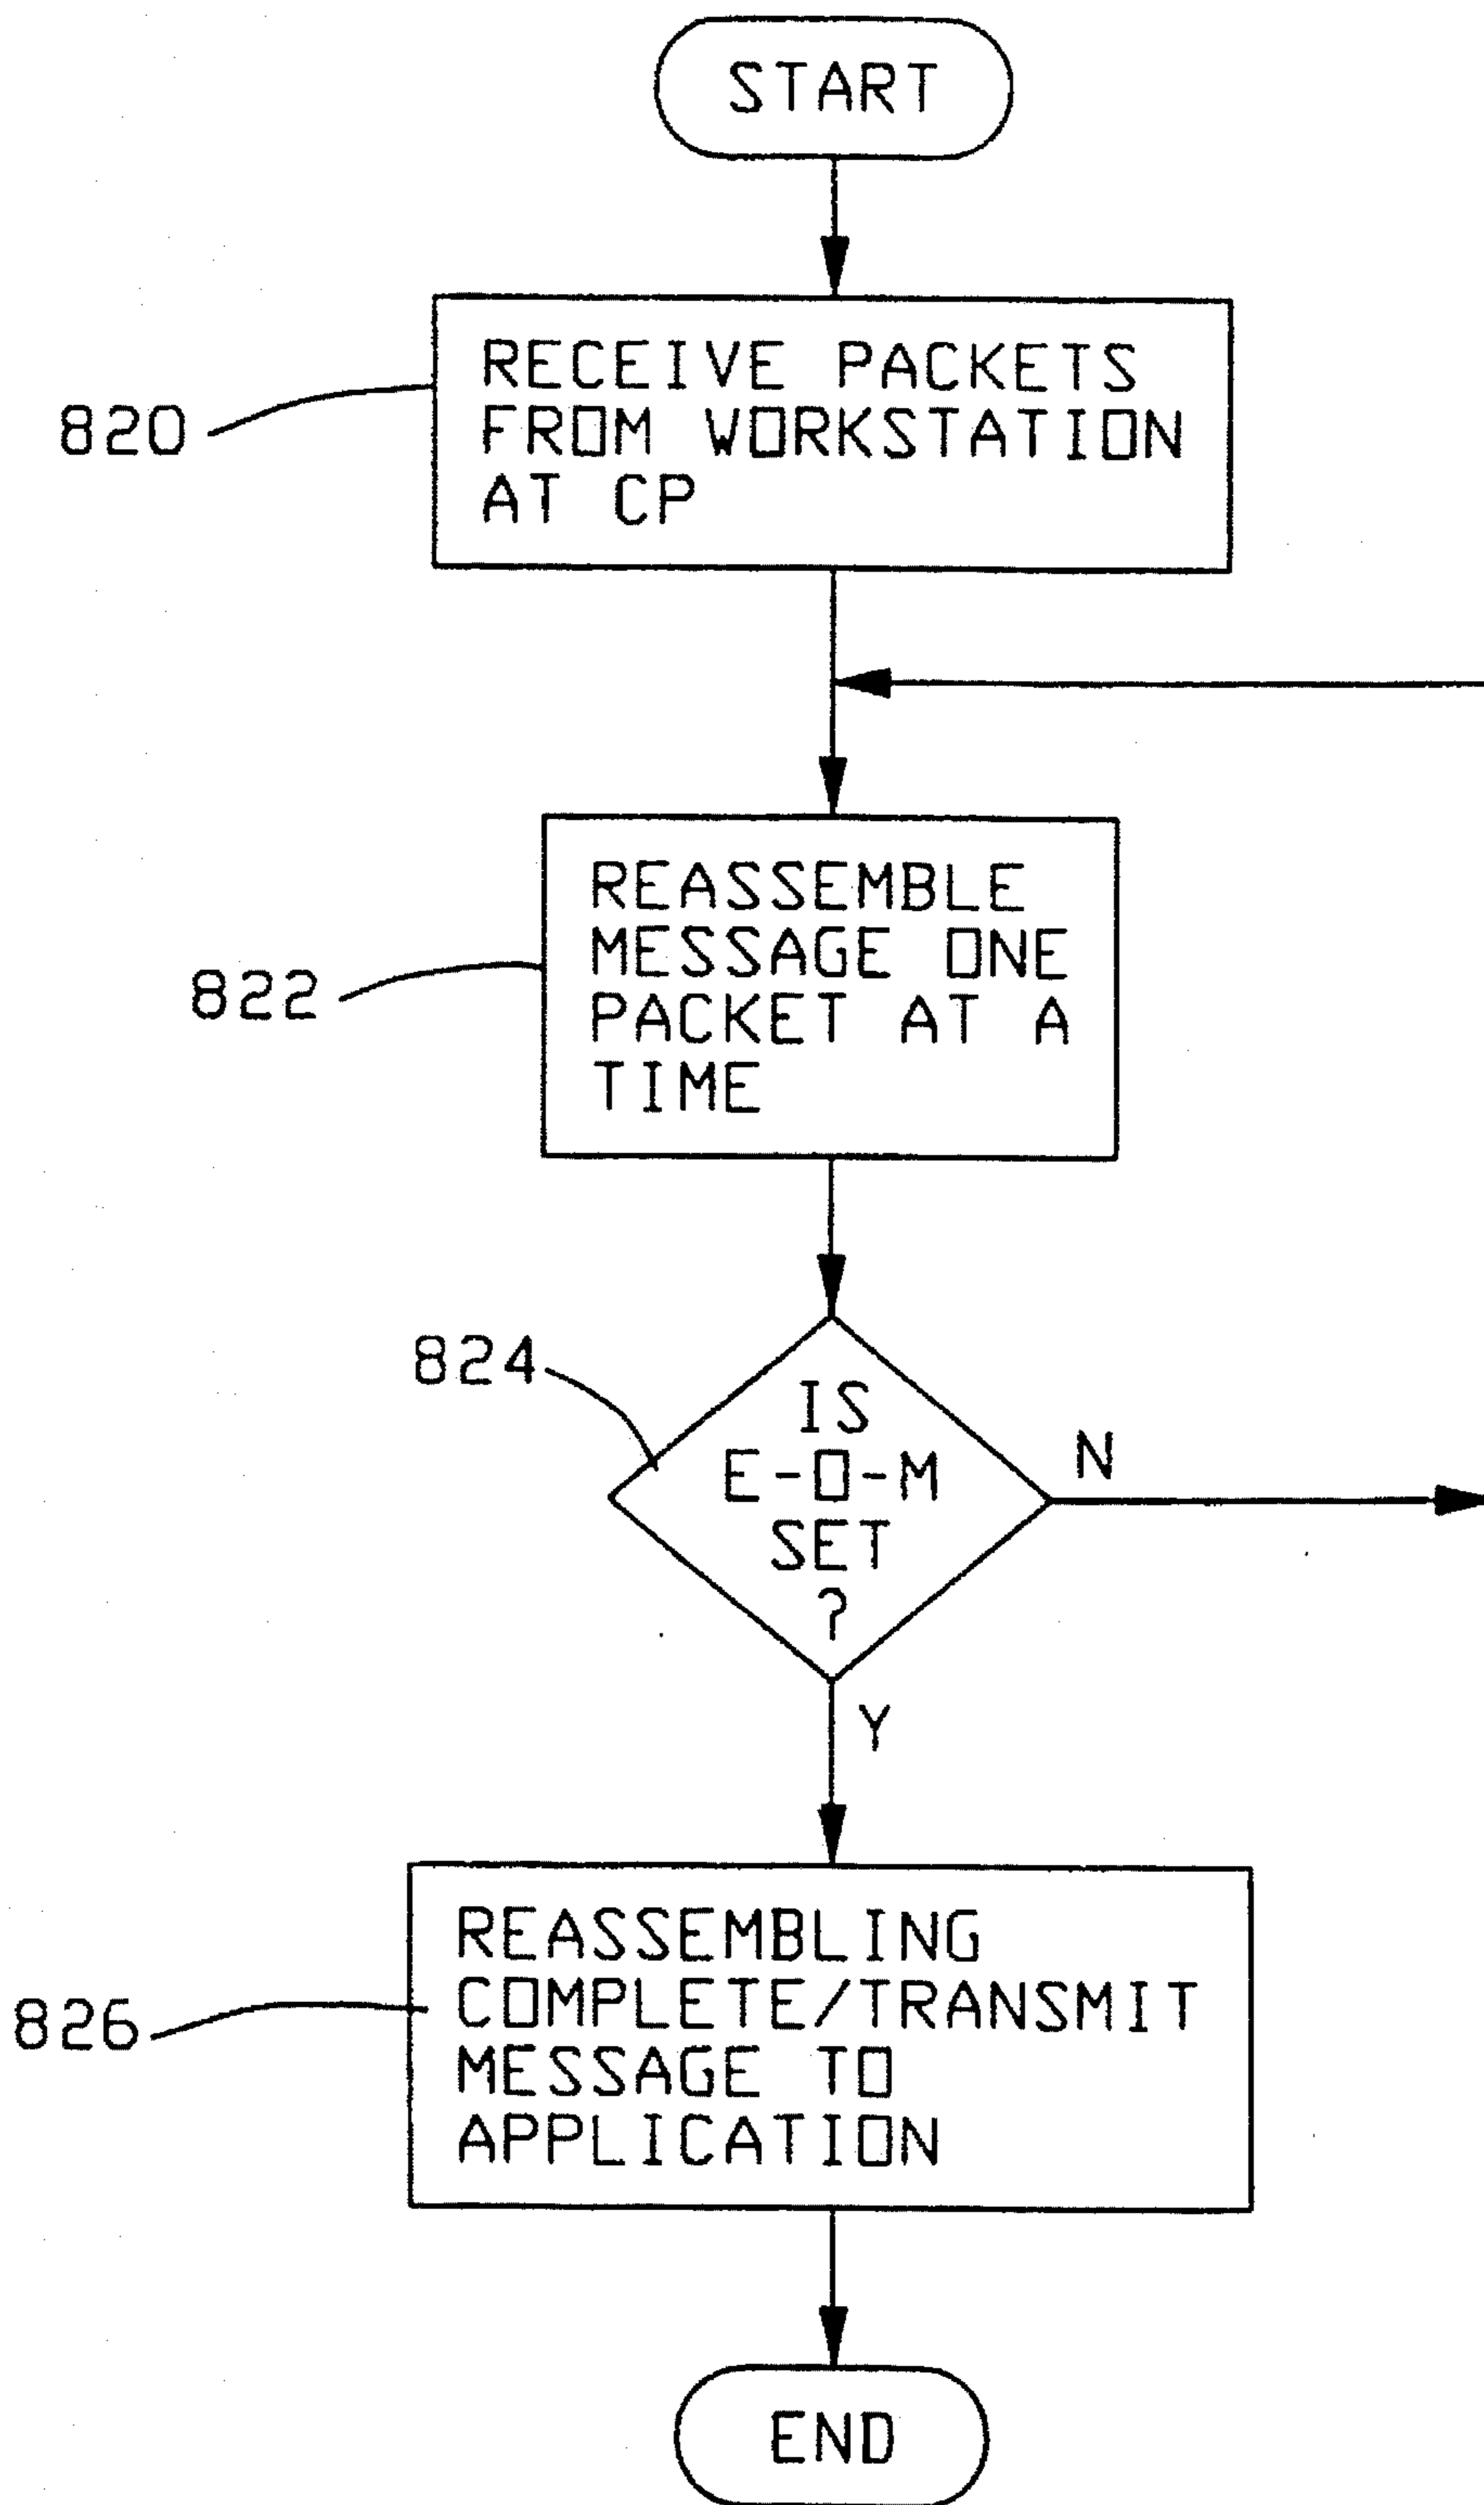 START
RECEIVE PACKETS
FROM WORKSTATION
AT CP
820
REASSEMBLE
MESSAGE ONE
PACKET AT A
TIME
822
824
IS
E-O-M
SET
?
N
Y
REASSEMBLING
COMPLETE/TRANSMIT
MESSAGE TO
APPLICATION
826
END